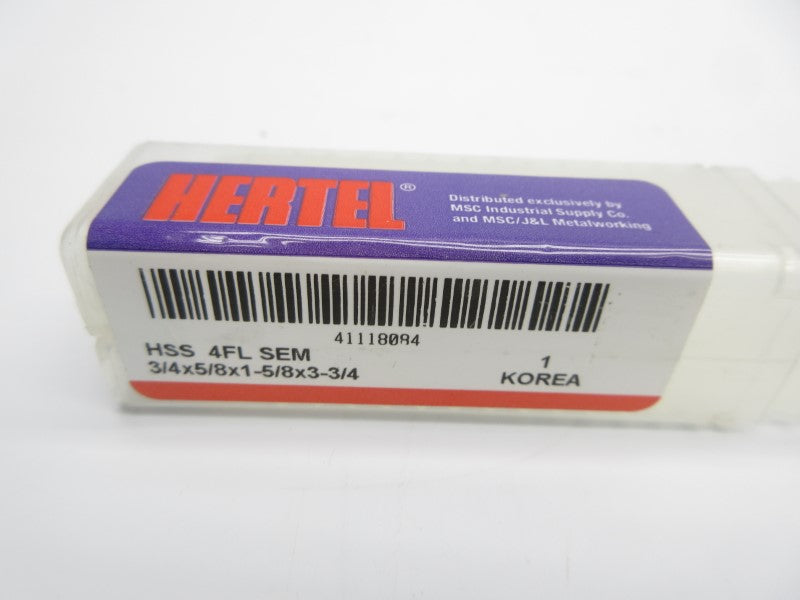 HERTEL®
Distributed exclusively by
MSC Industrial Supply Co.
and MSC/J&L Metalworking
41118084
HSS 4FL SEM
3/4x5/8x1-5/8x3-3/4
1
KOREA